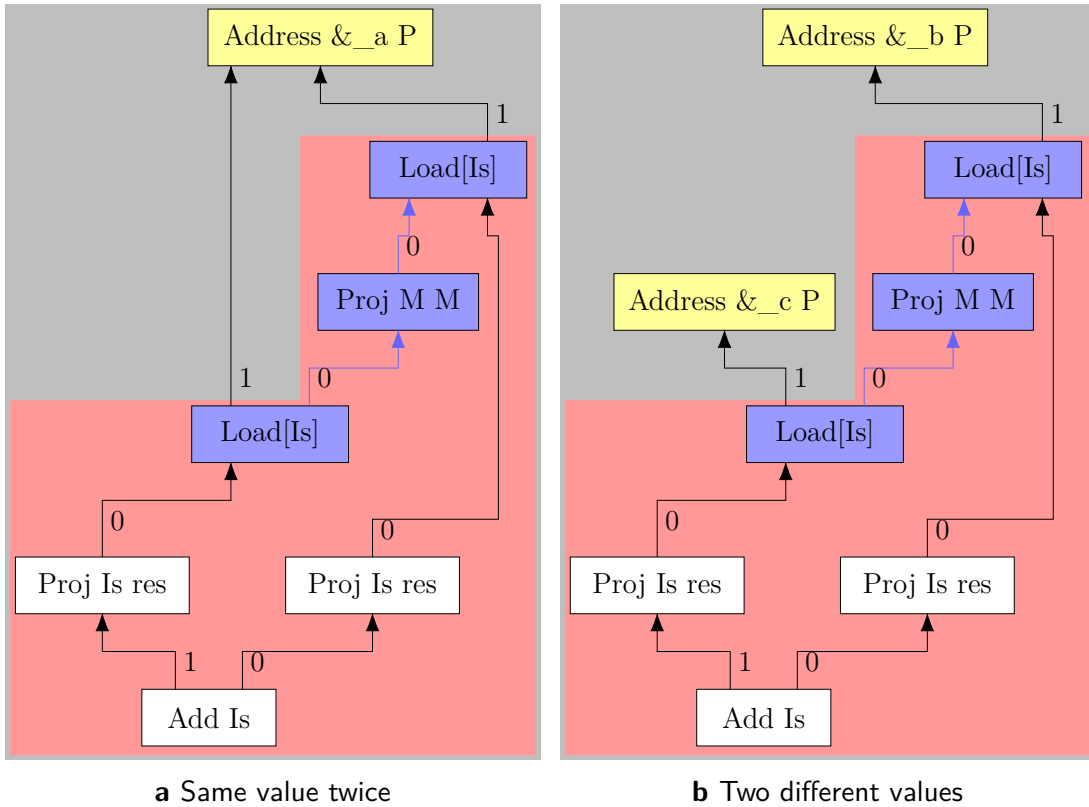 Address &_a P
1
Load[Is]
0
Proj M M
1
0
Load[Is]
0
0
Proj Is res
Proj Is res
1
0
Add Is
a Same value twice
Address &_b P
1
Load[Is]
0
Address &_c P
Proj M M
1
0
Load[Is]
0
0
Proj Is res
Proj Is res
1
0
Add Is
b Two different values